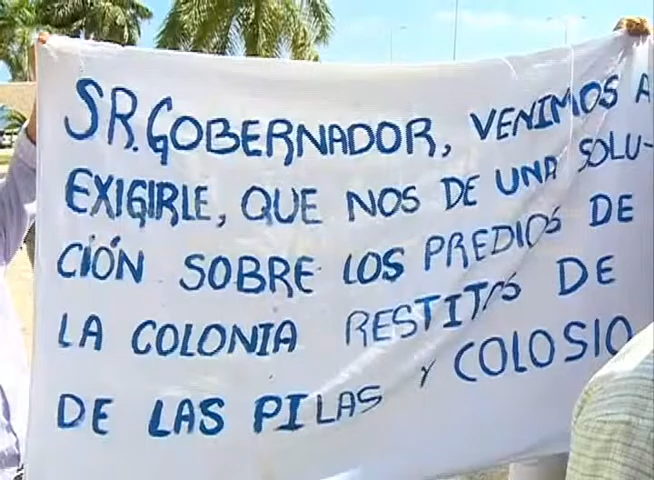 SR. GOBERNADOR, VENIMOS A
EXIGIRLE, QUE NOS DE UNA SOLU-
CIÓN SOBRE LOS PREDIOS DE
LA COLONIA RESTITOS DE
DE LAS PILAS Y COLOSIO